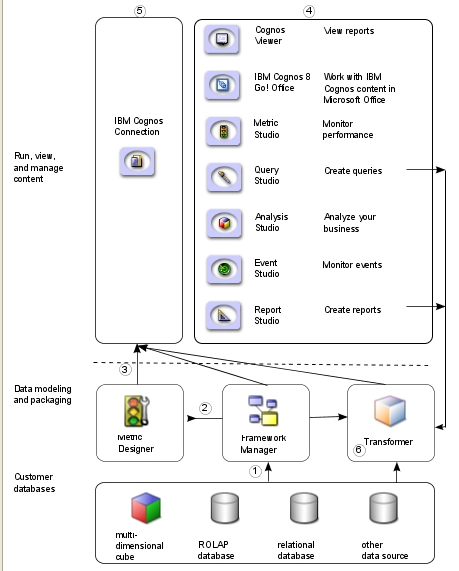 5
4
Cognos
Viewer
View reports
IBM Cognos 8
Go! Office
Work with IBM
Cognos content in
Microsoft Office
IBM Cognos
Connection
Metric
Studio
Monitor
performance
Run, view,
and manage
content
Query
Studio
Create queries
Analysis
Studio
Analyze your
business
Event
Studio
Monitor events
Report
Studio
Create reports
3
Data modeling
and packaging
2
Metric
Designer
Framework
Manager
6
Transformer
1
Customer
databases
multi-
dimensional
cube
ROLAP
database
relational
database
other
data source